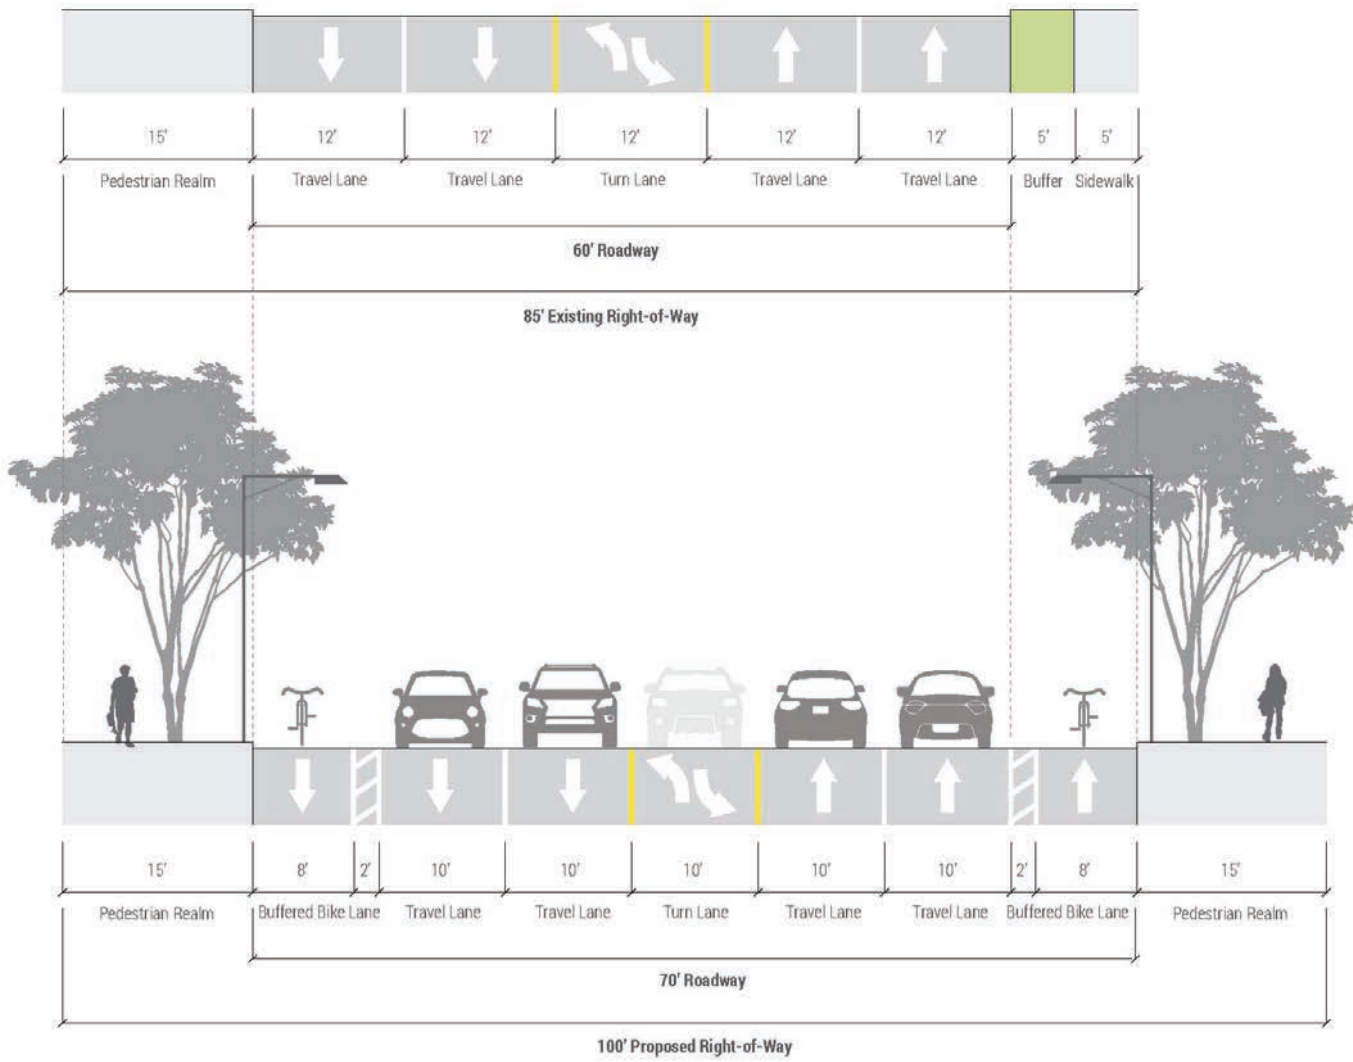 15' 12' 12' 12' 12' 12' 5' 5'
Pedestrian Realm Travel Lane Travel Lane Turn Lane Travel Lane Travel Lane Buffer Sidewalk
60' Roadway
85' Existing Right-of-Way
15' 8' 2' 10' 10' 10' 10' 10' 2' 8' 15'
Pedestrian Realm Buffered Bike Lane Travel Lane Travel Lane Turn Lane Travel Lane Travel Lane Buffered Bike Lane Pedestrian Realm
70' Roadway
100' Proposed Right-of-Way